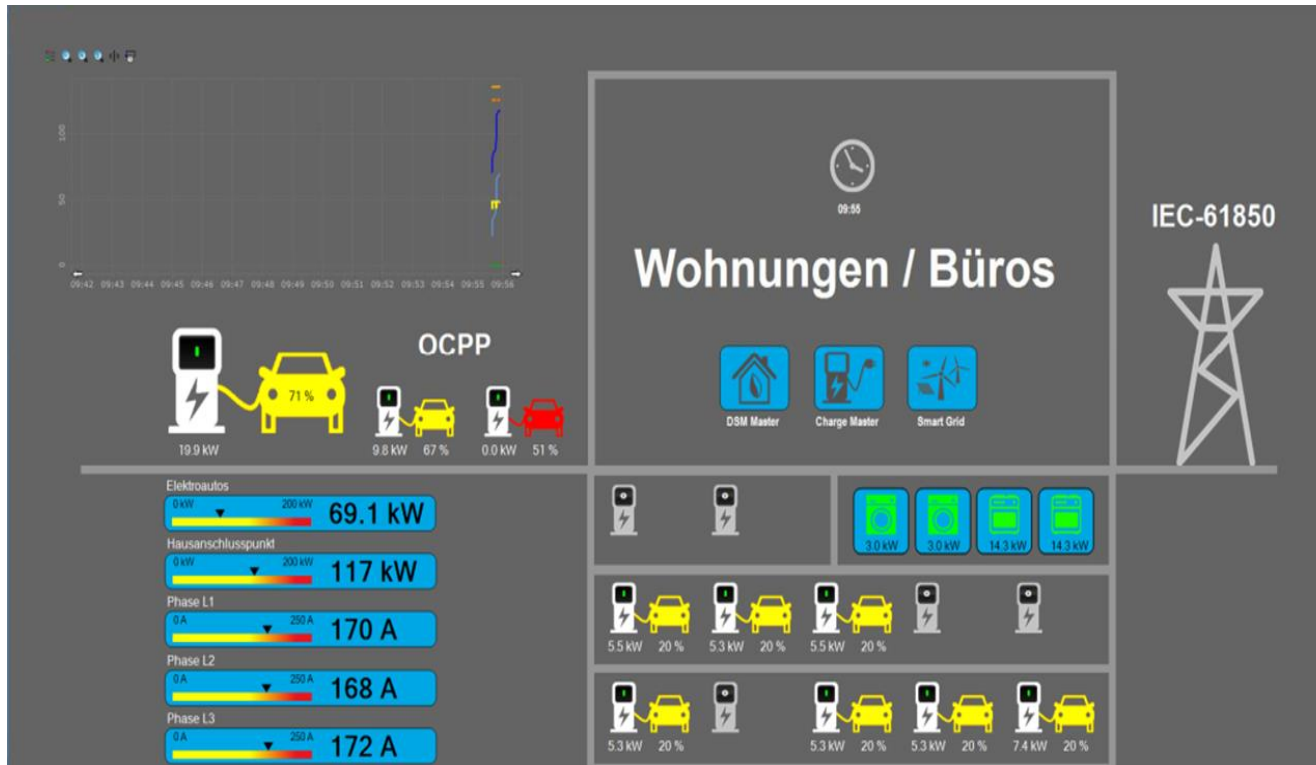 100
50
0
09:42 09:43 09:44 09:45 09:46 09:47 09:48 09:49 09:50 09:51 09:52 09:53 09:54 09:55 09:56
09:55
Wohnungen / Büros
IEC-61850
OCPP
71 %
19.9 kW
9.8 kW 67 %
0.0 kW 51 %
DSM Master
Charge Master
Smart Grid
Elektroautos
0 kW 200 kW 69.1 kW
Hausanschlusspunkt
0 kW 200 kW 117 kW
Phase L1
0 A 250 A 170 A
Phase L2
0 A 250 A 168 A
Phase L3
0 A 250 A 172 A
3.0 kW 3.0 kW 14.3 kW 14.3 kW
5.5 kW 20 % 5.3 kW 20 % 5.5 kW 20 %
5.3 kW 20 % 5.3 kW 20 % 5.3 kW 20 % 7.4 kW 20 %